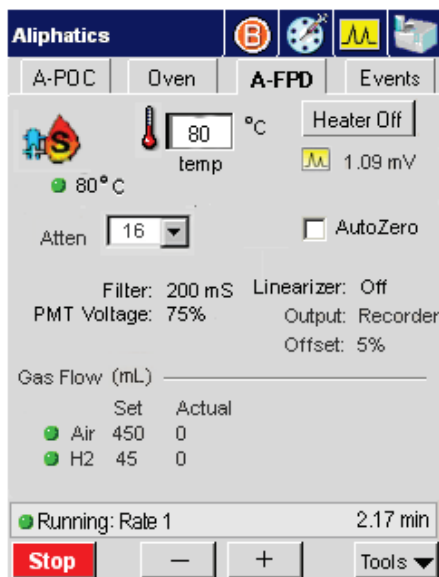 Aliphatics B
A-POC Oven A-FPD Events
S 80 °C Heater Off
temp 1.09 mV
80°C
Atten 16 AutoZero
Filter: 200 mS Linearizer: Off
PMT Voltage: 75% Output: Recorder
Offset: 5%
Gas Flow (mL)
Set Actual
Air 450 0
H2 45 0
Running: Rate 1 2.17 min
Stop − + Tools